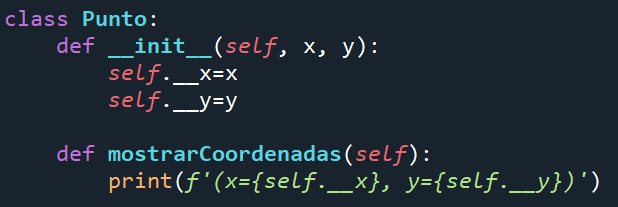 class Punto:
    def __init__(self, x, y):
        self.__x=x
        self.__y=y
    def mostrarCoordenadas(self):
        print(f'(x={self.__x}, y={self.__y})')